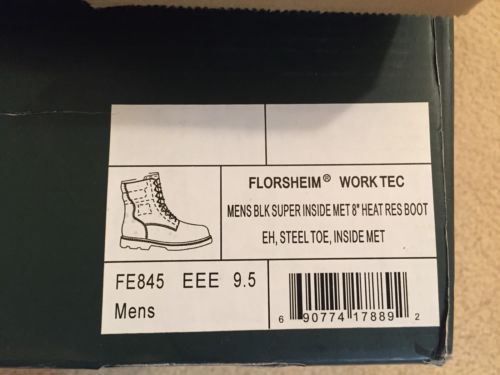 FLORSHEIM® WORK TEC
MENS BLK SUPER INSIDE MET 8" HEAT RES BOOT
EH, STEEL TOE, INSIDE MET
FE845 EEE 9.5
Mens
6 90774 17889 2